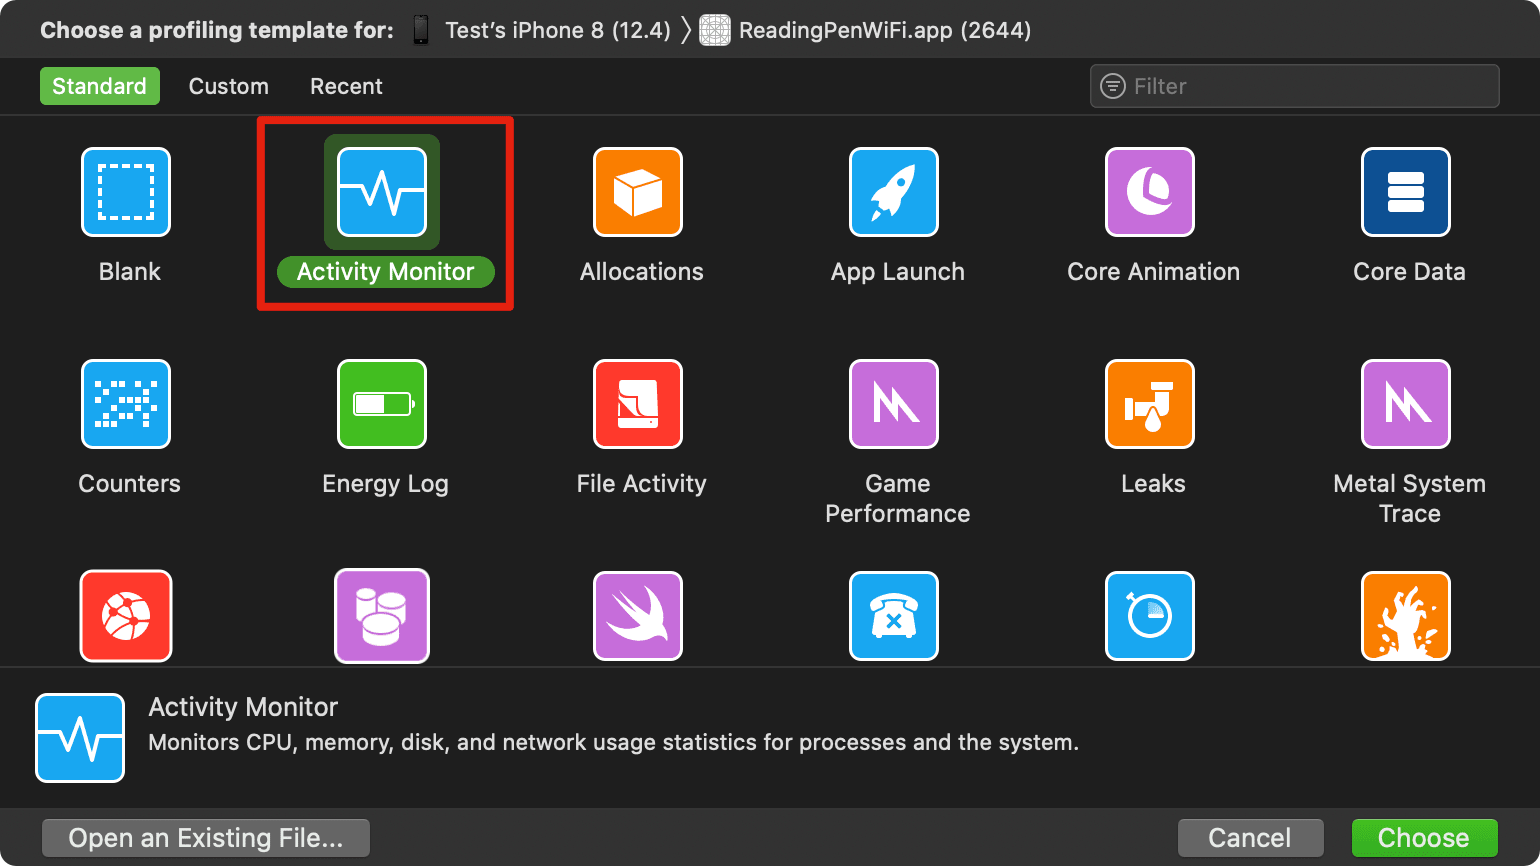 Choose a profiling template for: Test’s iPhone 8 (12.4) ReadingPenWiFi.app (2644)
Standard Custom Recent Filter
Blank Activity Monitor Allocations App Launch Core Animation Core Data
Counters Energy Log File Activity Game Performance Leaks Metal System Trace
Activity Monitor
Monitors CPU, memory, disk, and network usage statistics for processes and the system.
Open an Existing File... Cancel Choose